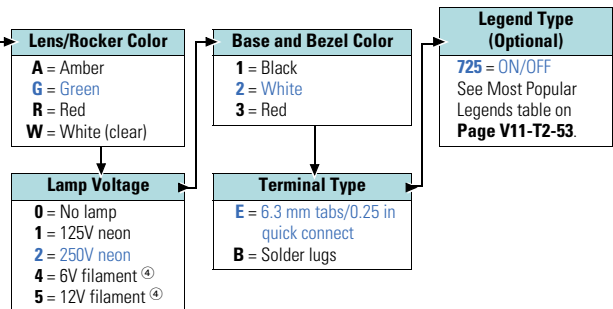 Lens/Rocker Color
A = Amber
G = Green
R = Red
W = White (clear)
Lamp Voltage
0 = No lamp
1 = 125V neon
2 = 250V neon
4 = 6V filament ④
5 = 12V filament ④
Base and Bezel Color
1 = Black
2 = White
3 = Red
Terminal Type
E = 6.3 mm tabs/0.25 in
quick connect
B = Solder lugs
Legend Type
(Optional)
725 = ON/OFF
See Most Popular
Legends table on
Page V11-T2-53.